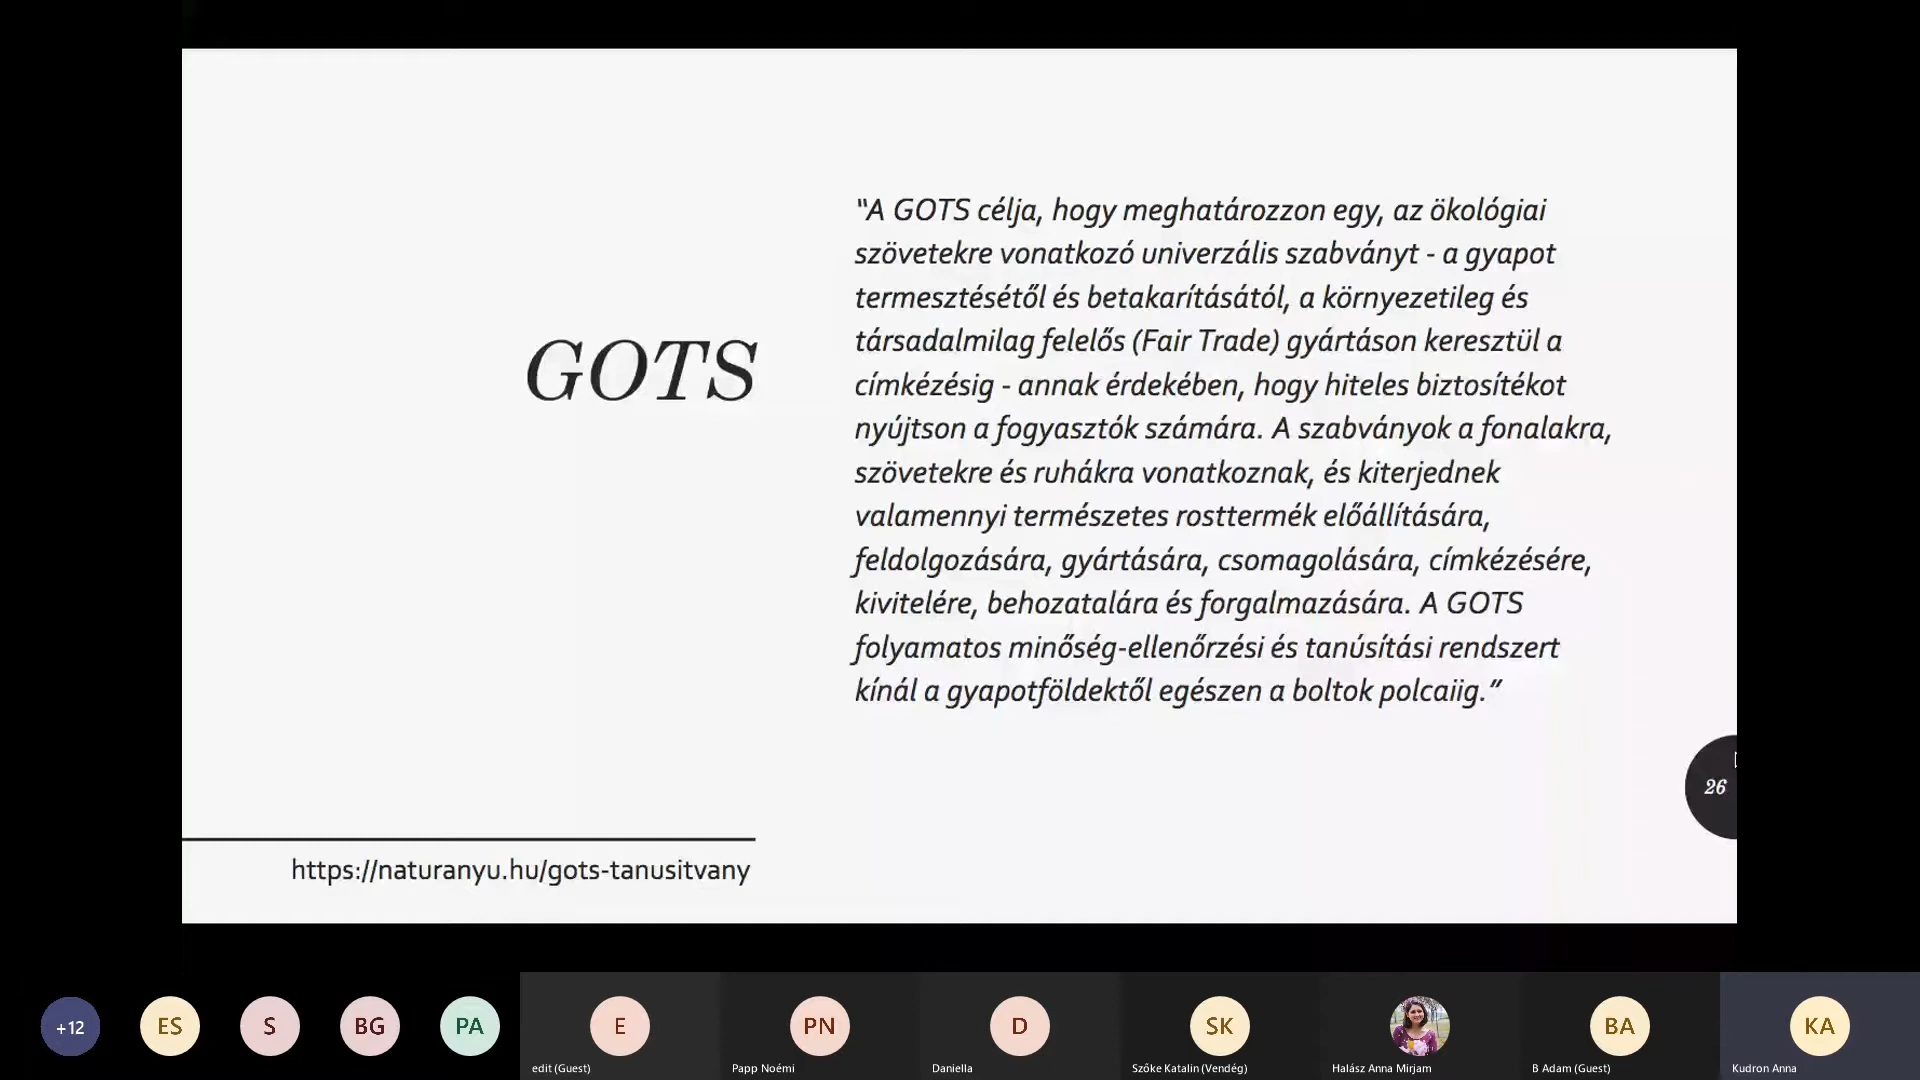 GOTS
“A GOTS célja, hogy meghatározzon egy, az ökológiai
szövetekre vonatkozó univerzális szabványt - a gyapot
termesztésétől és betakarításától, a környezetileg és
társadalmilag felelős (Fair Trade) gyártáson keresztül a
címkézésig - annak érdekében, hogy hiteles biztosítékot
nyújtson a fogyasztók számára. A szabványok a fonalakra,
szövetekre és ruhákra vonatkoznak, és kiterjednek
valamennyi természetes rosttermék előállítására,
feldolgozására, gyártására, csomagolására, címkézésére,
kivitelére, behozatalára és forgalmazására. A GOTS
folyamatos minőség-ellenőrzési és tanúsítási rendszert
kínál a gyapotföldektől egészen a boltok polcaiig.”
26
https://naturanyu.hu/gots-tanusitvany
+12
ES
S
BG
PA
E
PN
D
SK
BA
KA
edit (Guest)
Papp Noémi
Daniella
Szőke Katalin (Vendég)
Halász Anna Mirjam
B Adam (Guest)
Kudron Anna